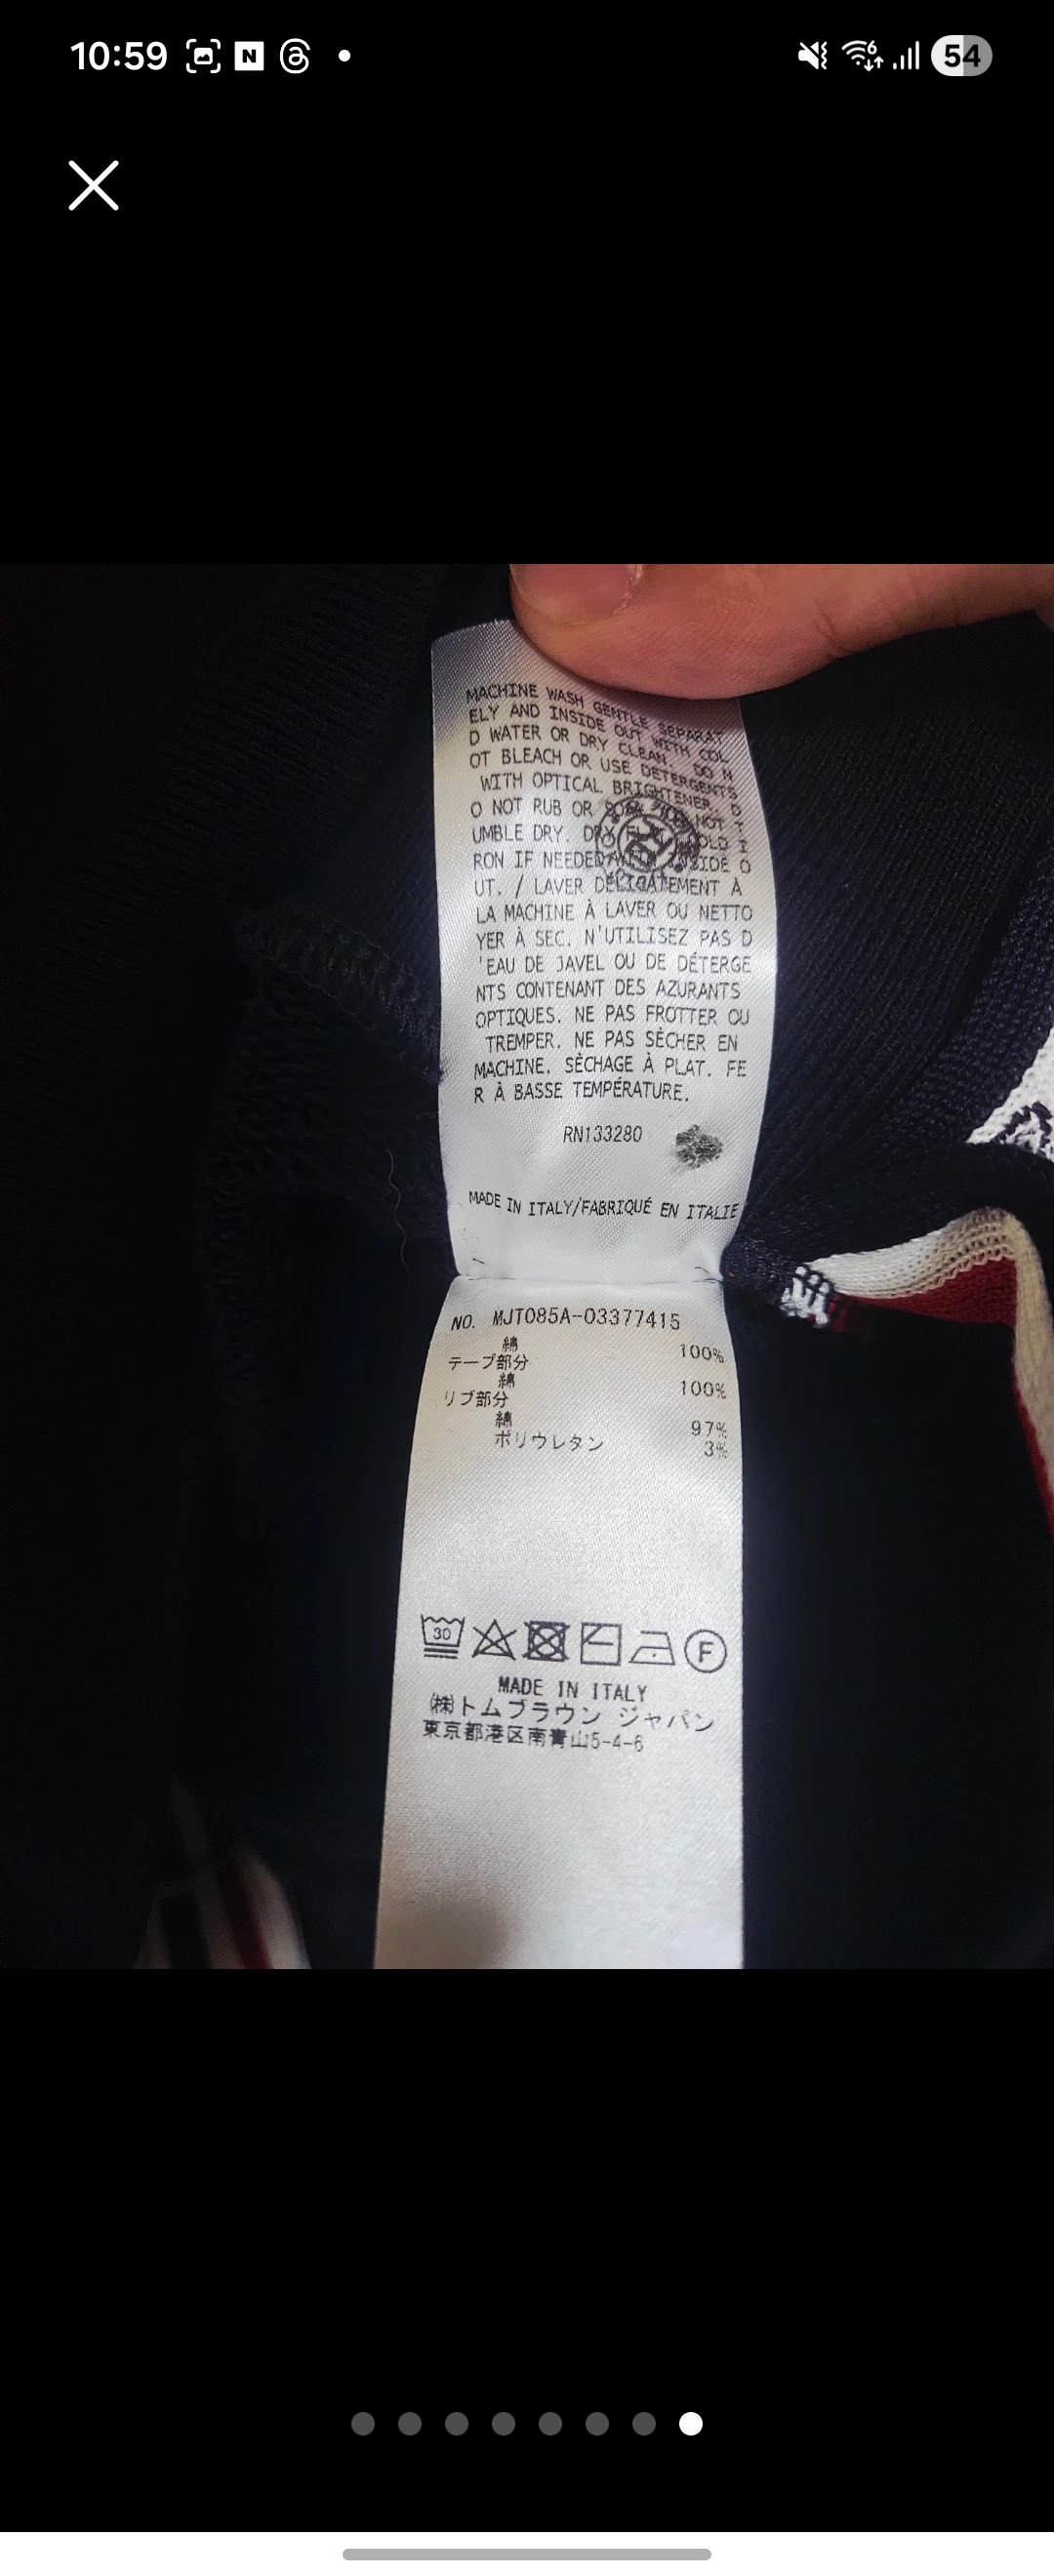 10:59
54
MACHINE WASH GENTLE SEPARAT
ELY AND INSIDE OUT WITH COL
D WATER OR DRY CLEAN. DO N
OT BLEACH OR USE DETERGENTS
WITH OPTICAL BRIGHTENER. D
O NOT RUB OR NOT T
UMBLE DRY. DRY OLD I
RON IF NEEDED INSIDE O
UT. / LAVER DÉLICATEMENT À
LA MACHINE À LAVER OU NETTO
YER À SEC. N'UTILISEZ PAS D
'EAU DE JAVEL OU DE DÉTERGE
NTS CONTENANT DES AZURANTS
OPTIQUES. NE PAS FROTTER OU
TREMPER. NE PAS SÉCHER EN
MACHINE. SÈCHAGE À PLAT. FE
R À BASSE TEMPÉRATURE.
RN133280
MADE IN ITALY/FABRIQUÉ EN ITALIE
NO. MJT085A-03377415
綿 100%
テープ部分
綿 100%
リブ部分
綿 97%
ポリウレタン 3%
30
F
MADE IN ITALY
㈱トムブラウン ジャパン
東京都港区南青山5-4-6